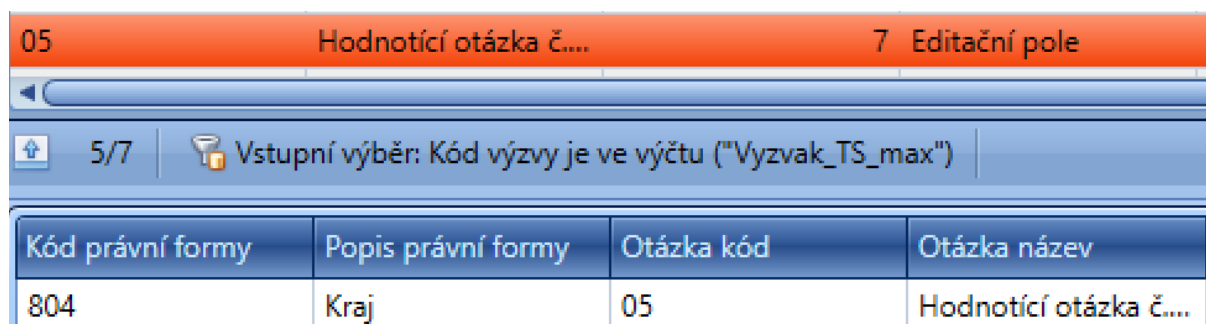 05 Hodnotící otázka č.... 7 Editační pole
5/7 Vstupní výběr: Kód výzvy je ve výčtu ("Vyzvak_TS_max")
Kód právní formy Popis právní formy Otázka kód Otázka název
804 Kraj 05 Hodnotící otázka č....